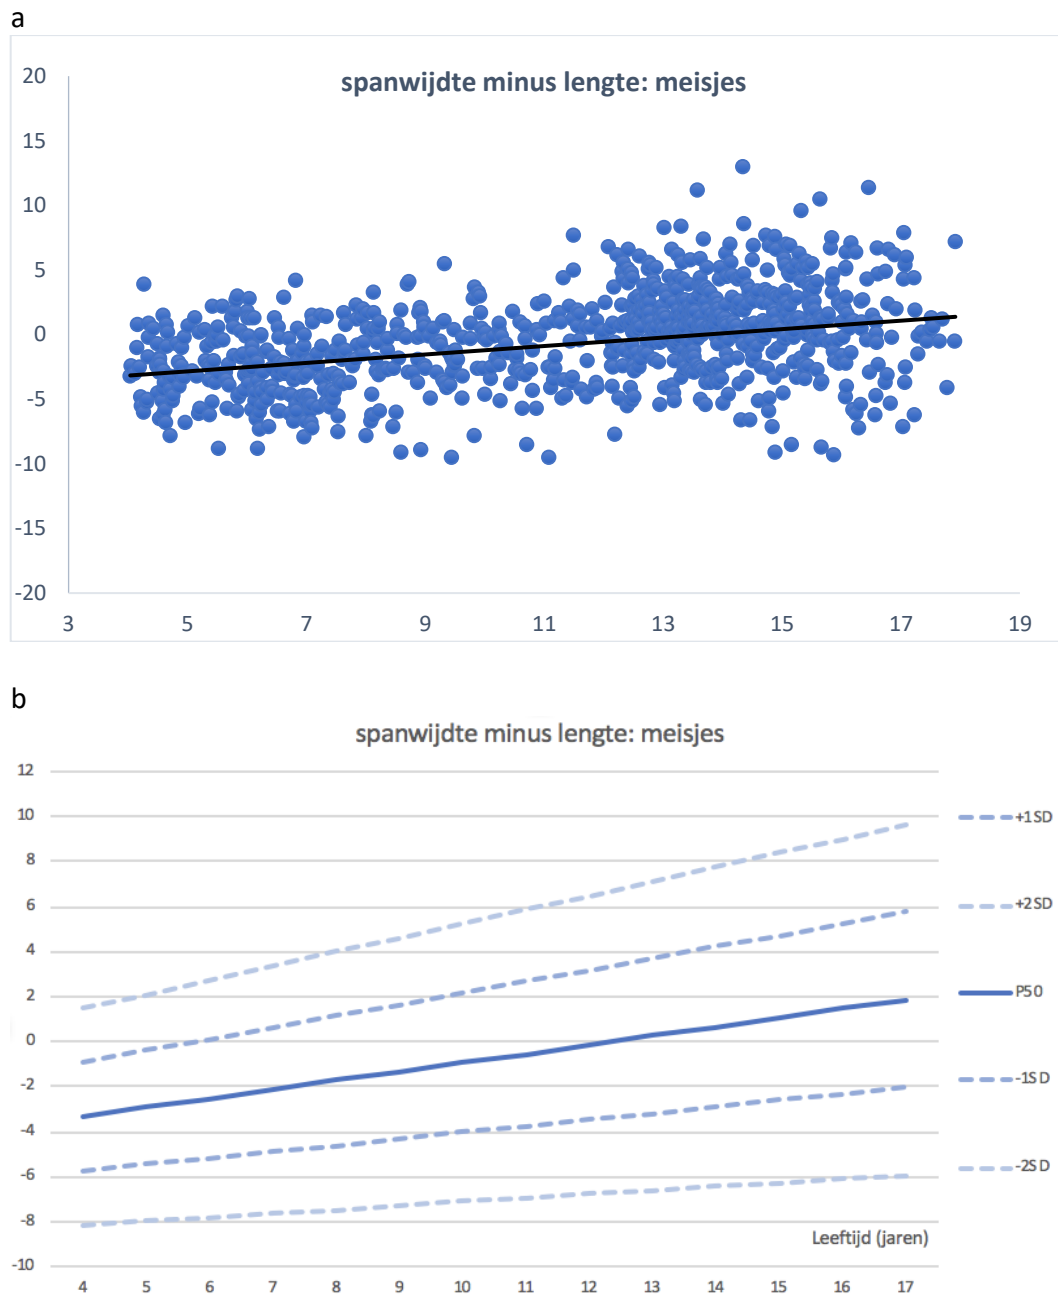 a
spanwijdte minus lengte: meisjes
20
15
10
5
0
-5
-10
-15
-20
3 5 7 9 11 13 15 17 19
b
spanwijdte minus lengte: meisjes
12
10
8
6
4
2
0
-2
-4
-6
-8
-10
+1SD
+2SD
P50
-1SD
-2SD
Leeftijd (jaren)
4 5 6 7 8 9 10 11 12 13 14 15 16 17